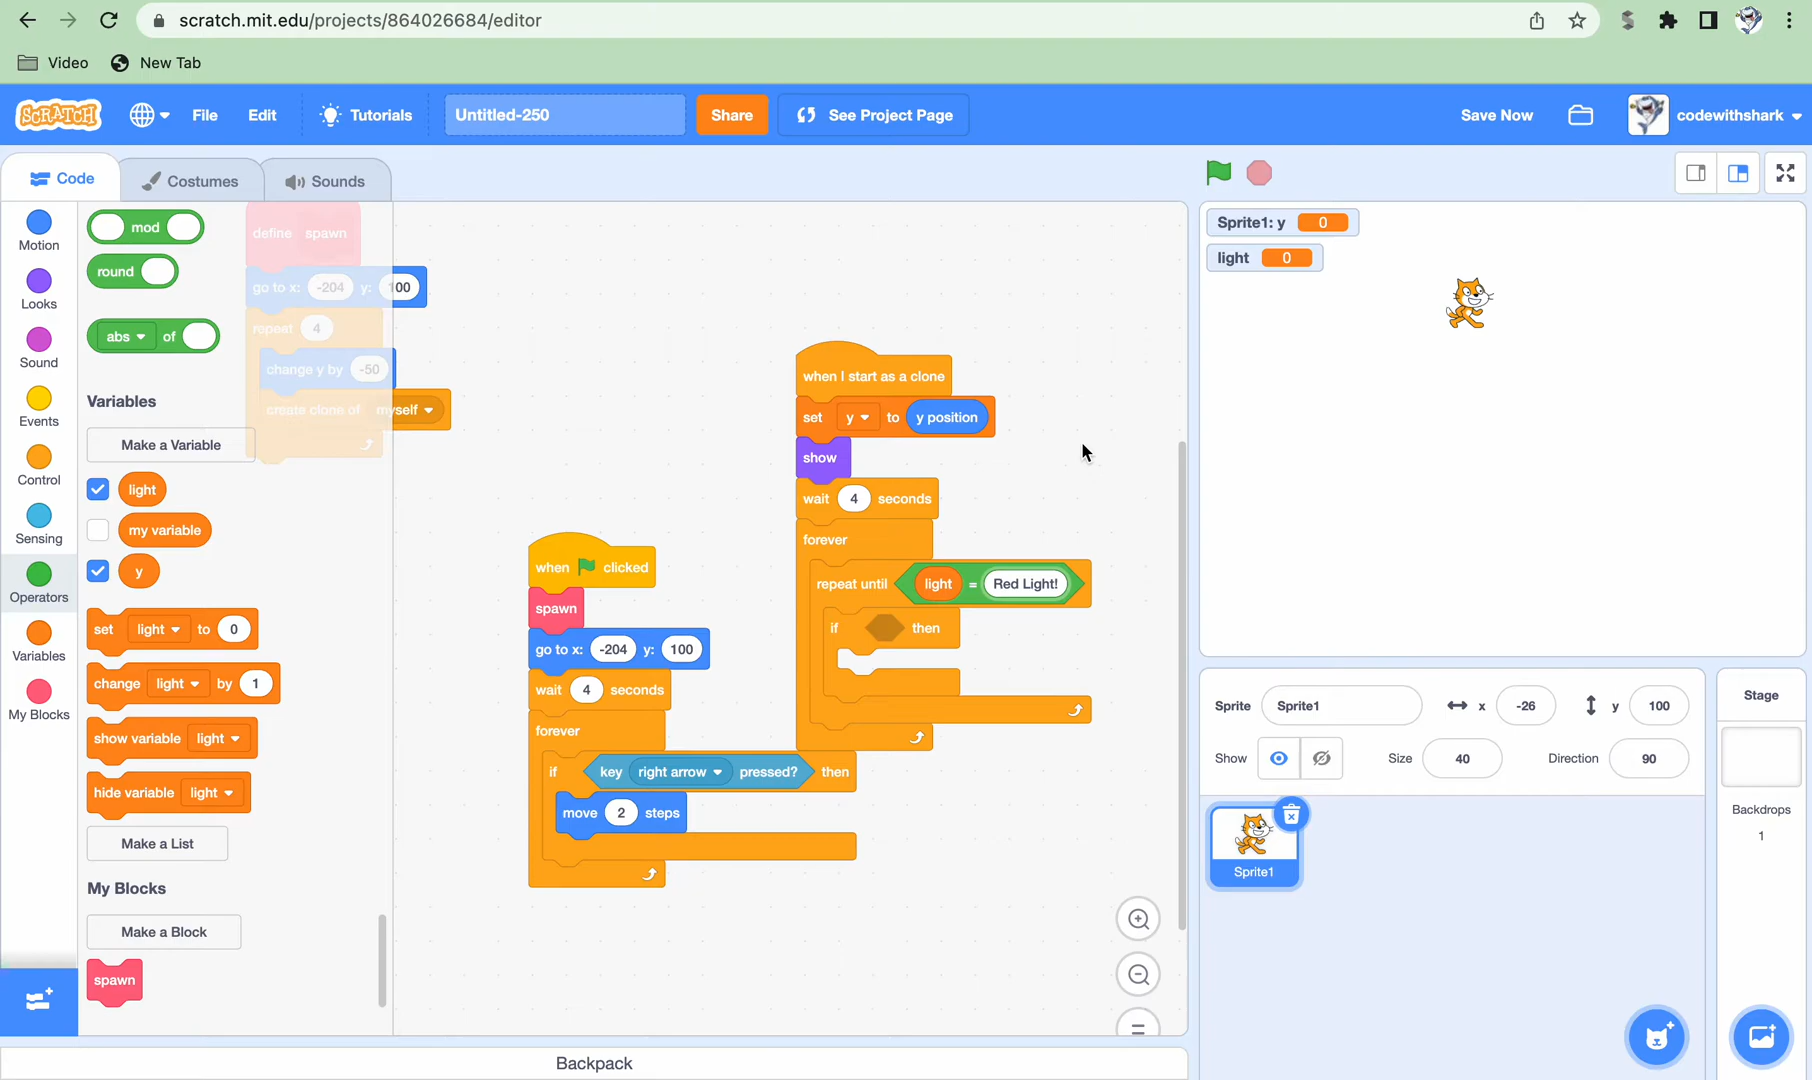 scratch.mit.edu/projects/864026684/editor
Video New Tab
SCRATCH File Edit Tutorials Untitled-250 Share See Project Page Save Now codewithshark
Code Costumes Sounds
Motion
Looks
Sound
Events
Control
Sensing
Operators
Variables
My Blocks
mod
round
abs of
Variables
Make a Variable
light
my variable
y
set light to 0
change light by 1
show variable light
hide variable light
Make a List
My Blocks
Make a Block
spawn
define spawn
go to x: -204 y: 100
repeat 4
change y by -50
create clone of myself
when clicked
spawn
go to x: -204 y: 100
wait 4 seconds
forever
if key right arrow pressed? then
move 2 steps
when I start as a clone
set y to y position
show
wait 4 seconds
forever
repeat until light = Red Light!
if then
Backpack
Sprite1: y 0
light 0
Sprite Sprite1 x -26 y 100
Show Size 40 Direction 90
Sprite1
Stage
Backdrops
1